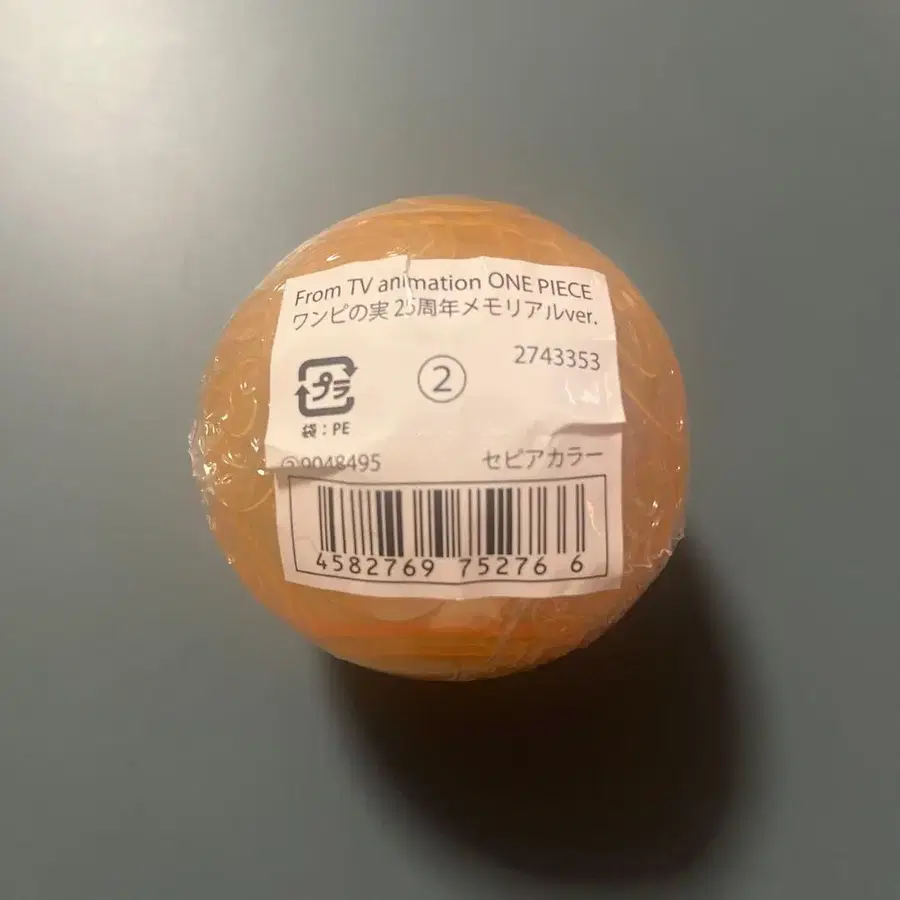 From TV animation ONE PIECE
ワンピの実 25周年メモリアルver.
2743353
プラ
②
袋：PE
@9048495 セピアカラー
4582769 75276 6